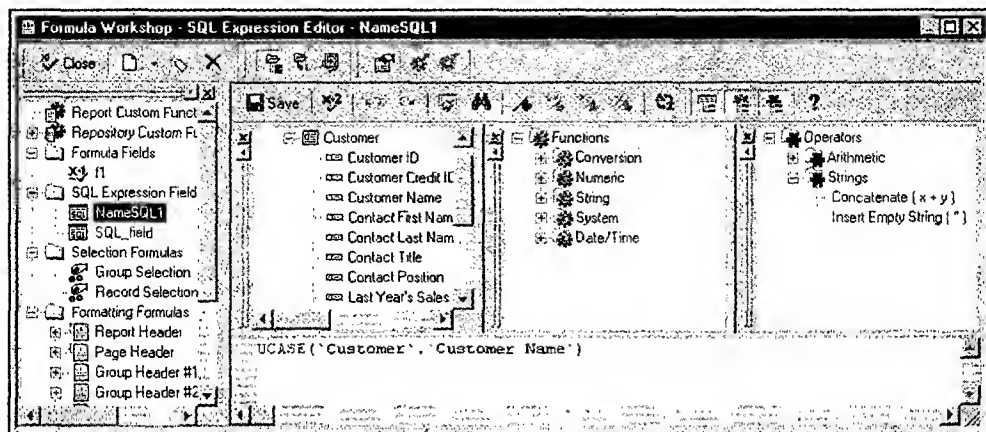 Formula Workshop - SQL Expression Editor - NameSQL1
Close
Save
Report Custom Funct
Repository Custom Fu
Formula Fields
f1
SQL Expression Field
NameSQL1
SQL_field
Selection Formulas
Group Selection
Record Selection
Formatting Formulas
Report Header
Page Header
Group Header #1
Group Header #2
Customer
Customer ID
Customer Credit IC
Customer Name
Contact First Nam
Contact Last Nam
Contact Title
Contact Position
Last Year's Sales
Functions
Conversion
Numeric
String
System
Date/Time
Operators
Arithmetic
Strings
Concatenate ( x + y )
Insert Empty String ( '' )
UCASE(`Customer`.`Customer Name`)